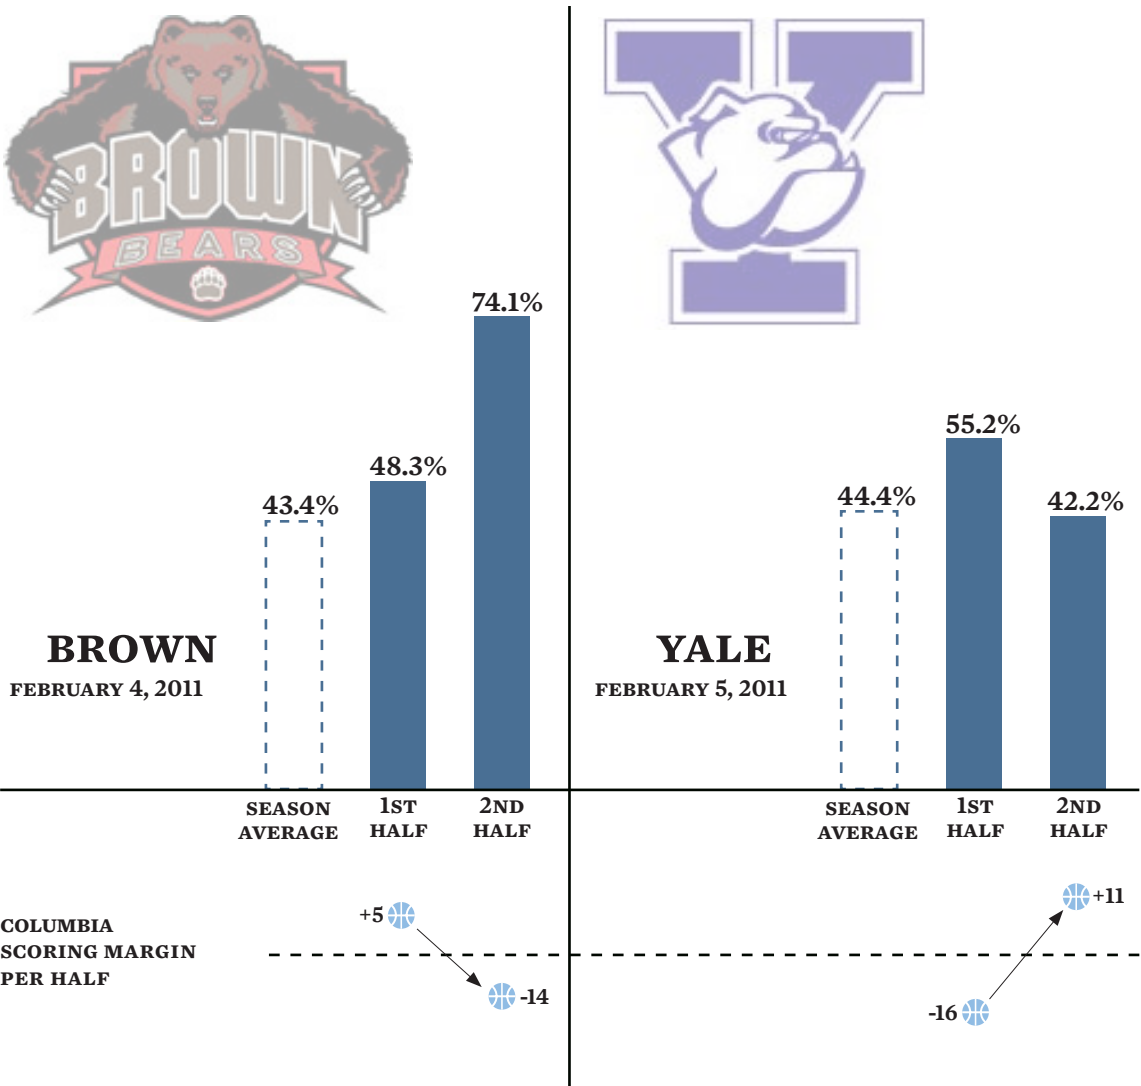 BROWN
BEARS
Y
74.1%
48.3%
43.4%
BROWN
FEBRUARY 4, 2011
SEASON
AVERAGE
1ST
HALF
2ND
HALF
55.2%
44.4%
42.2%
YALE
FEBRUARY 5, 2011
SEASON
AVERAGE
1ST
HALF
2ND
HALF
COLUMBIA
SCORING MARGIN
PER HALF
+5
-14
-16
+11